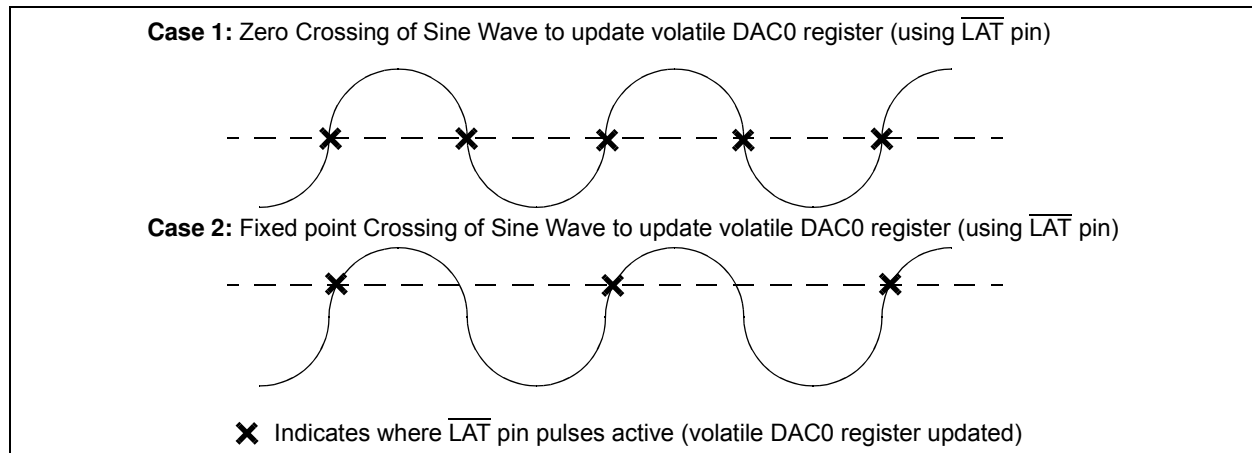 Case 1: Zero Crossing of Sine Wave to update volatile DAC0 register (using LAT pin)
Case 2: Fixed point Crossing of Sine Wave to update volatile DAC0 register (using LAT pin)
Indicates where LAT pin pulses active (volatile DAC0 register updated)